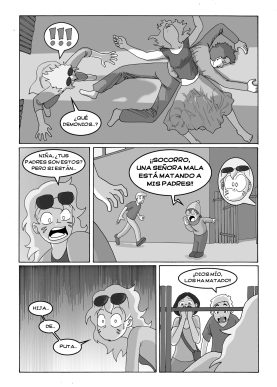 !!!
¿QUÉ
DEMONIOS..?
NIÑA, ¿TUS
PADRES SON ESTOS?
PERO SI ESTÁN..
¡SOCORRO,
UNA SEÑORA MALA
ESTÁ MATANDO A
MIS PADRES!
HIJA..
DE..
PUTA..
¡DIOS MÍO,
LOS HA MATADO!